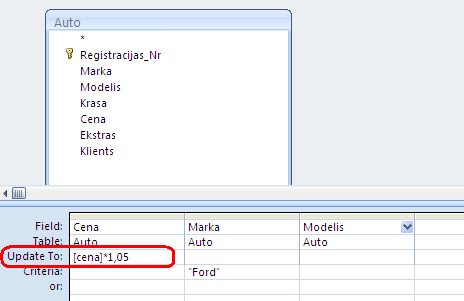 Auto
*
Registracijas_Nr
Marka
Modelis
Krasa
Cena
Ekstras
Klients
Field: Cena Marka Modelis
Table: Auto Auto Auto
Update To: [cena]*1,05
Criteria: "Ford"
or: